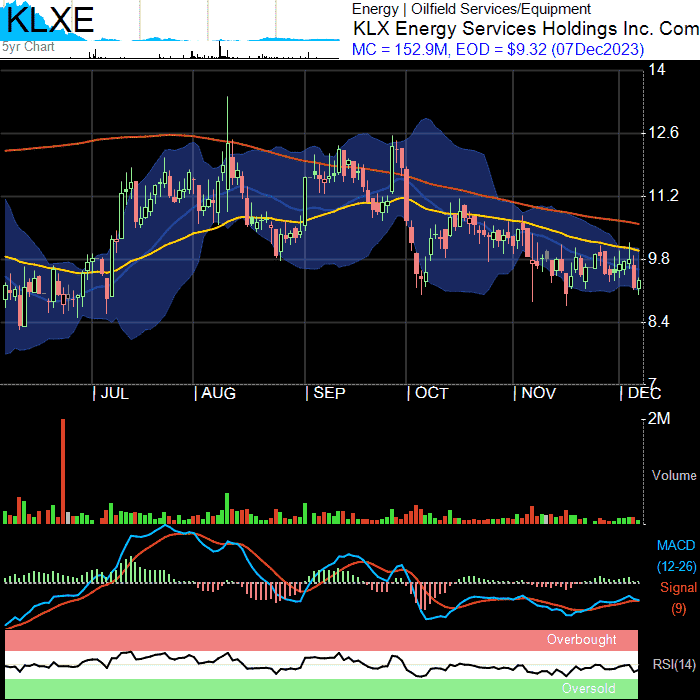 KLXE
5yr Chart
Energy | Oilfield Services/Equipment
KLX Energy Services Holdings Inc. Com
MC = 152.9M, EOD = $9.32 (07Dec2023)
14
12.6
11.2
9.8
8.4
7
| JUL | AUG | SEP | OCT | NOV | DEC
2M
Volume
MACD
(12-26)
Signal
(9)
Overbought
RSI(14)
Oversold